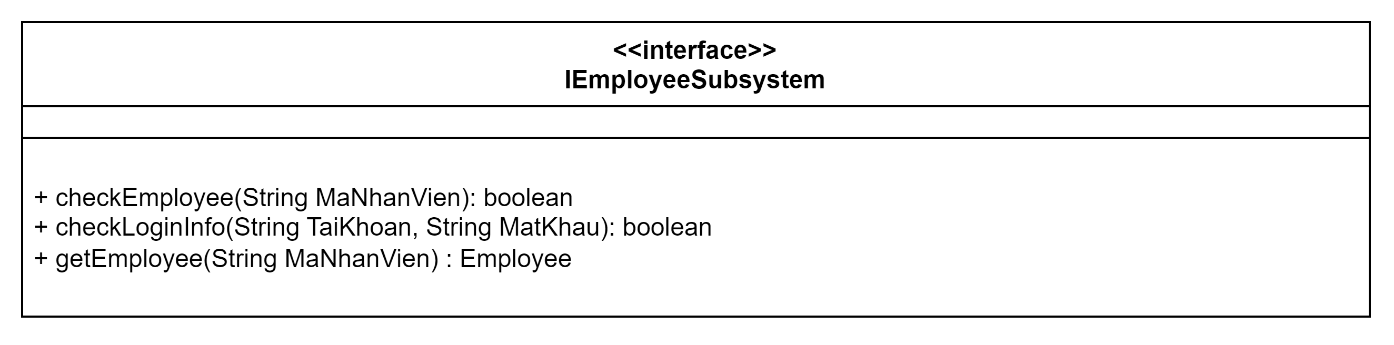 <<interface>>
IEmployeeSubsystem
+ checkEmployee(String MaNhanVien): boolean
+ checkLoginInfo(String TaiKhoan, String MatKhau): boolean
+ getEmployee(String MaNhanVien) : Employee